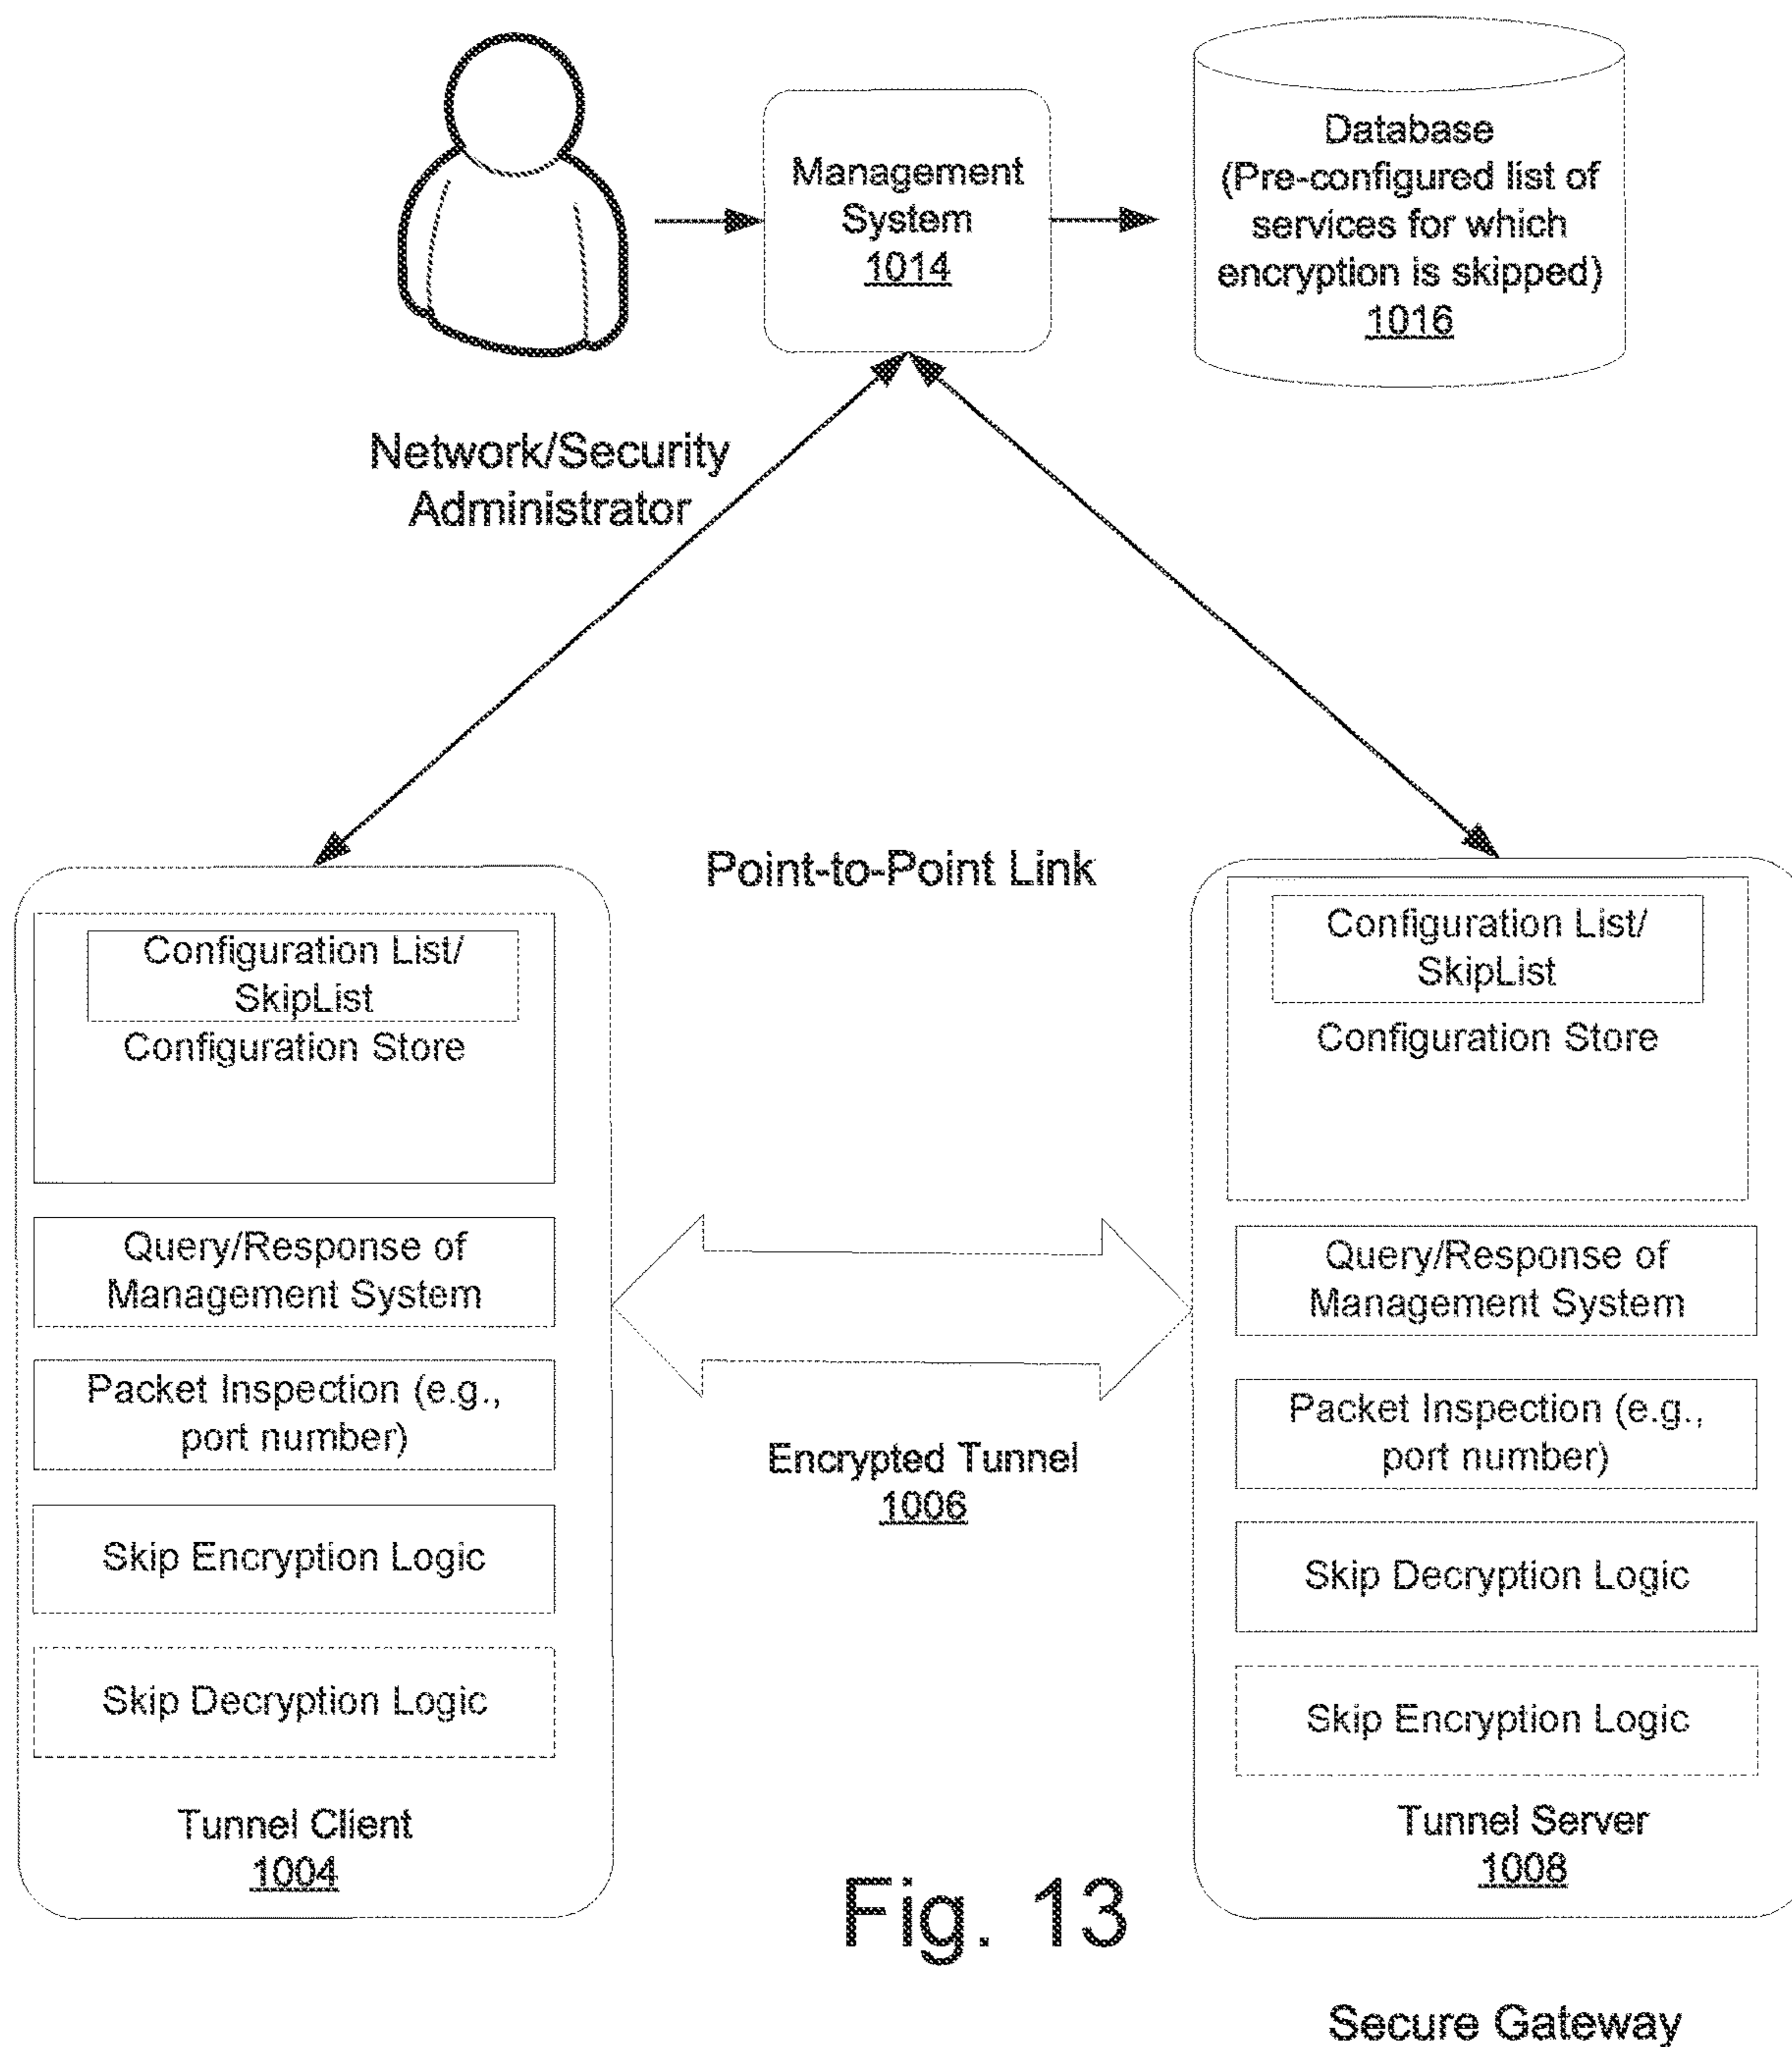 Management
System
1014
Database
(Pre-configured list of
services for which
encryption is skipped)
1016
Network/Security
Administrator
Point-to-Point Link
Configuration List/
SkipList
Configuration Store
Query/Response of
Management System
Packet Inspection (e.g.,
port number)
Skip Encryption Logic
Skip Decryption Logic
Tunnel Client
1004
Encrypted Tunnel
1006
Configuration List/
SkipList
Configuration Store
Query/Response of
Management System
Packet Inspection (e.g.,
port number)
Skip Decryption Logic
Skip Encryption Logic
Tunnel Server
1008
Fig. 13
Secure Gateway